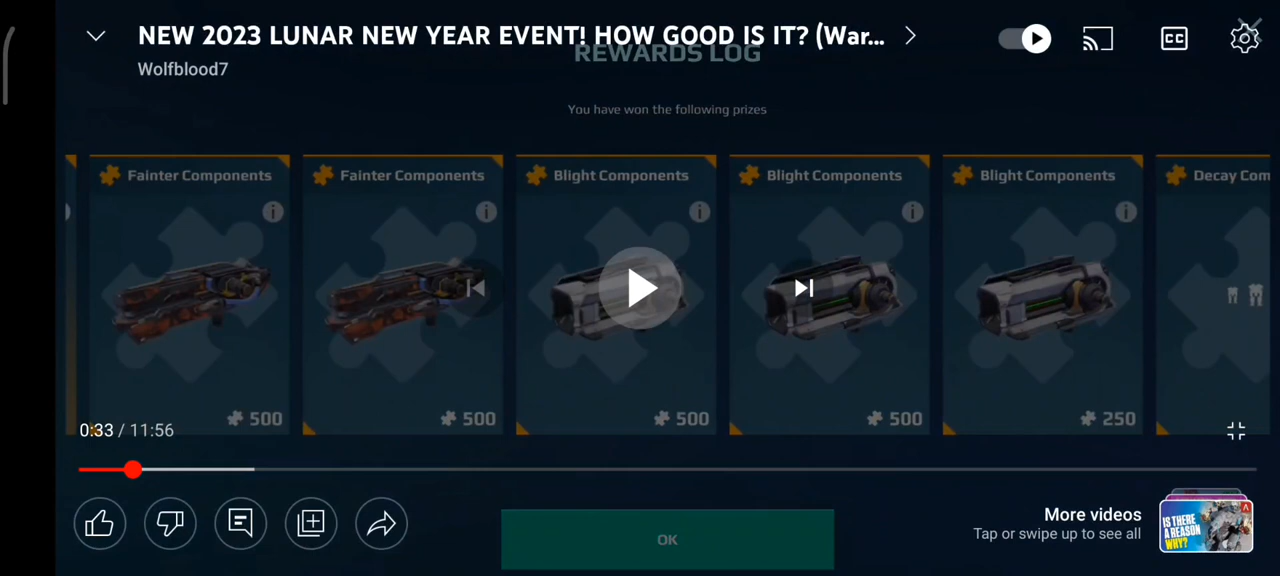 NEW 2023 LUNAR NEW YEAR EVENT! HOW GOOD IS IT? (War...
Wolfblood7
CC
REWARDS LOG
You have won the following prizes
Fainter Components
Fainter Components
Blight Components
Blight Components
Blight Components
Decay Com
500
500
500
500
250
0:33 / 11:56
More videos
Tap or swipe up to see all
IS THERE
A REASON
WHY?
OK